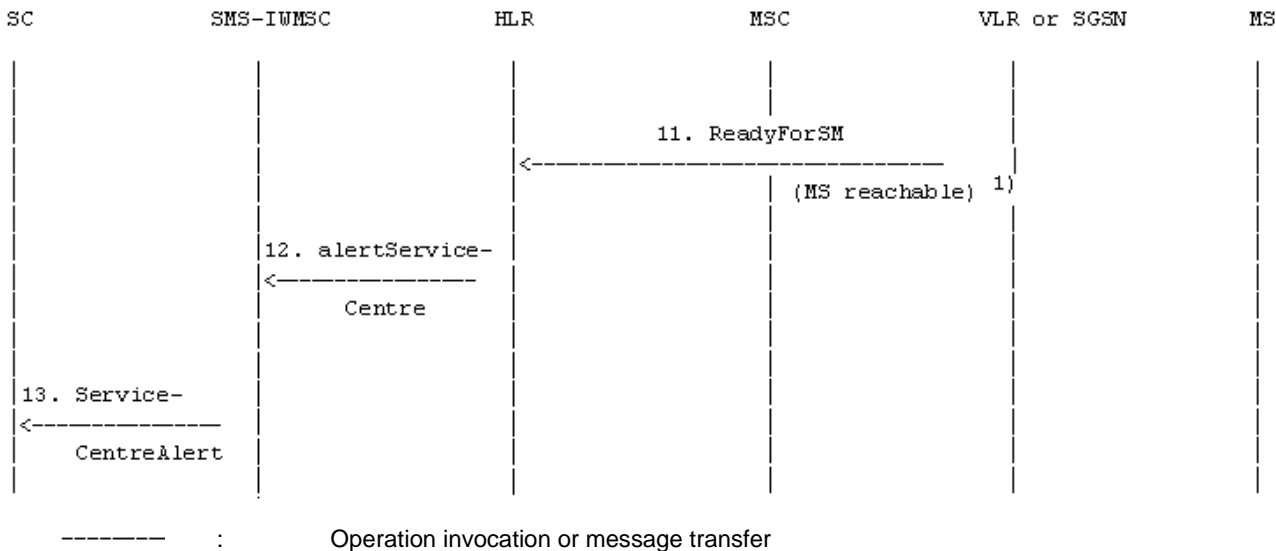 SC SMS-IWMSC HLR MSC VLR or SGSN MS
11. ReadyForSM
(MS reachable) 1)
12. alertService-
Centre
13. Service-
CentreAlert
-------- : Operation invocation or message transfer